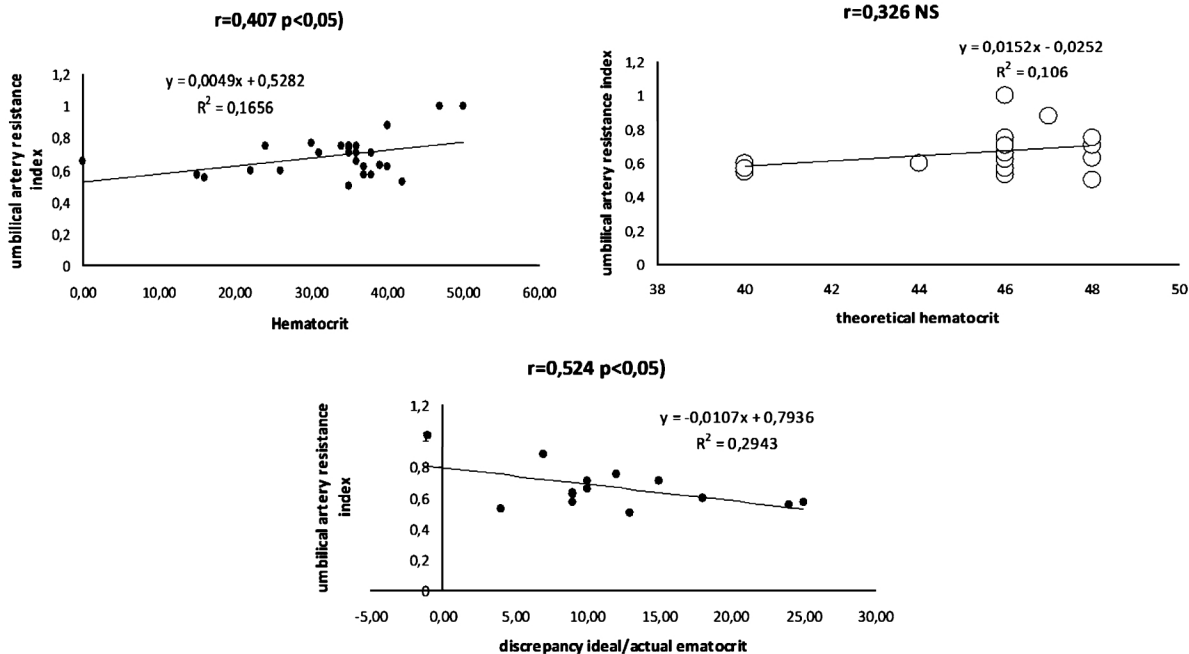 r=0,407 p<0,05)
y = 0,0049x + 0,5282
R² = 0,1656
umbilical artery resistance
index
1,2
1
0,8
0,6
0,4
0,2
0
0,00 10,00 20,00 30,00 40,00 50,00 60,00
Hematocrit
r=0,326 NS
y = 0,0152x - 0,0252
R² = 0,106
umbilical artery resistance index
1,2
1
0,8
0,6
0,4
0,2
0
38 40 42 44 46 48 50
theoretical hematocrit
r=0,524 p<0,05)
y = -0,0107x + 0,7936
R² = 0,2943
umbilical artery resistance
index
1,2
1
0,8
0,6
0,4
0,2
0
-5,00 0,00 5,00 10,00 15,00 20,00 25,00 30,00
discrepancy ideal/actual ematocrit